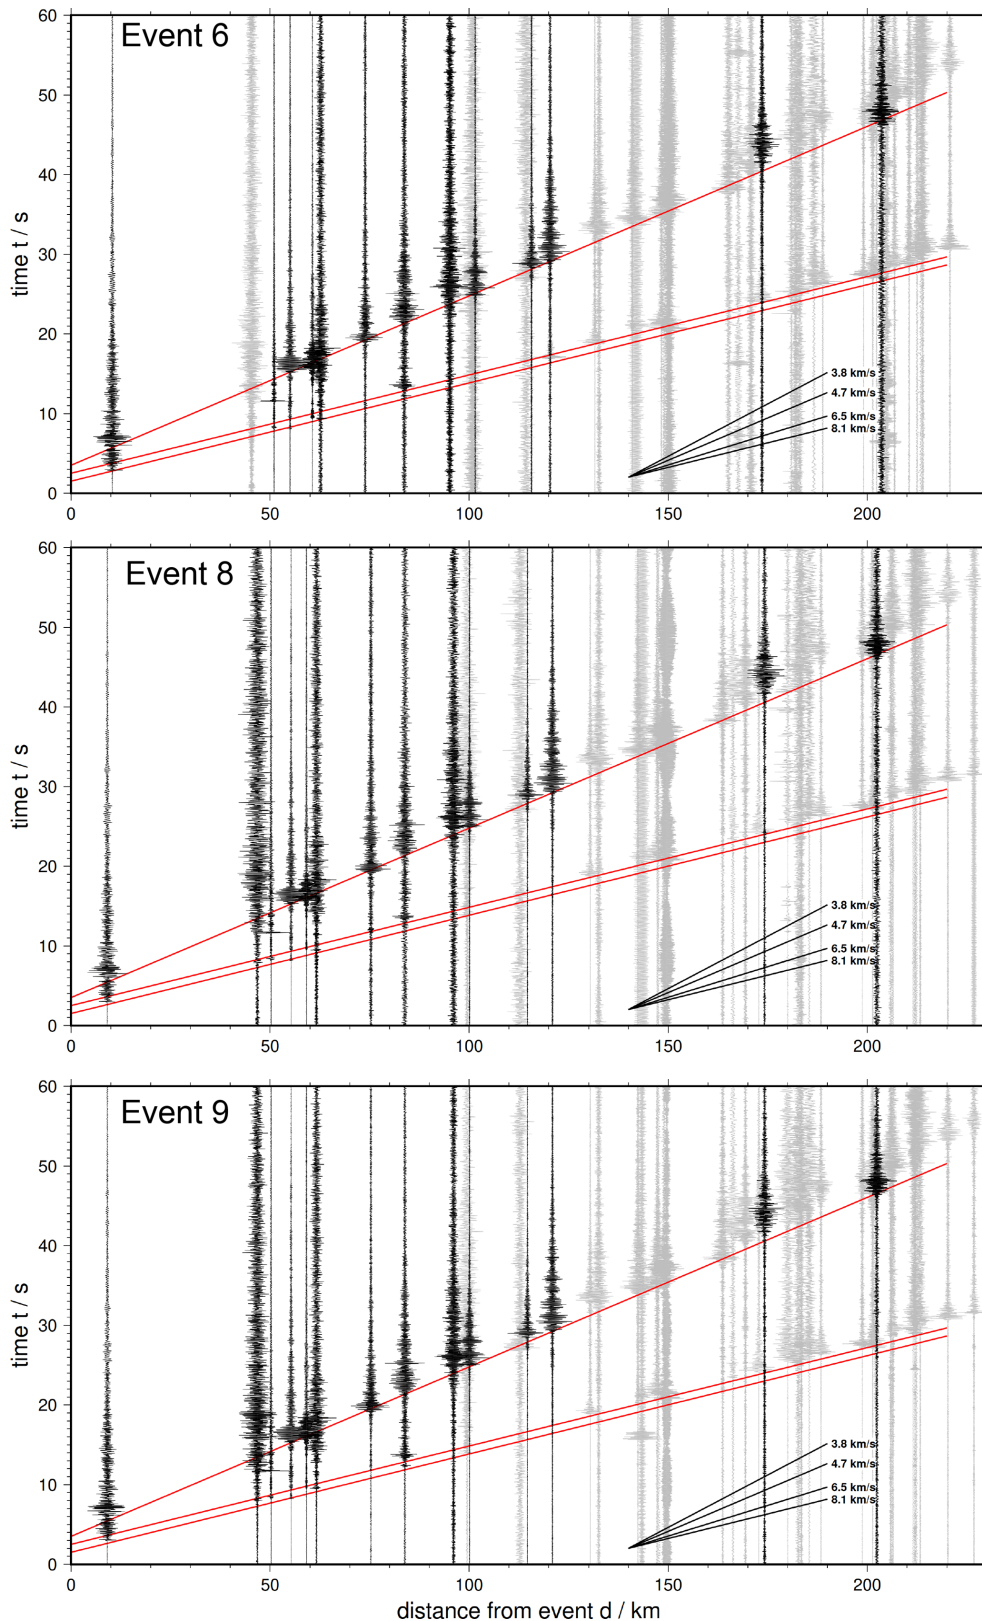 Event 6
60
50
40
30
20
10
0
time t / s
3.8 km/s
4.7 km/s
6.5 km/s
8.1 km/s
0 50 100 150 200
Event 8
60
50
40
30
20
10
0
time t / s
3.8 km/s
4.7 km/s
6.5 km/s
8.1 km/s
0 50 100 150 200
Event 9
60
50
40
30
20
10
0
time t / s
3.8 km/s
4.7 km/s
6.5 km/s
8.1 km/s
0 50 100 150 200
distance from event d / km